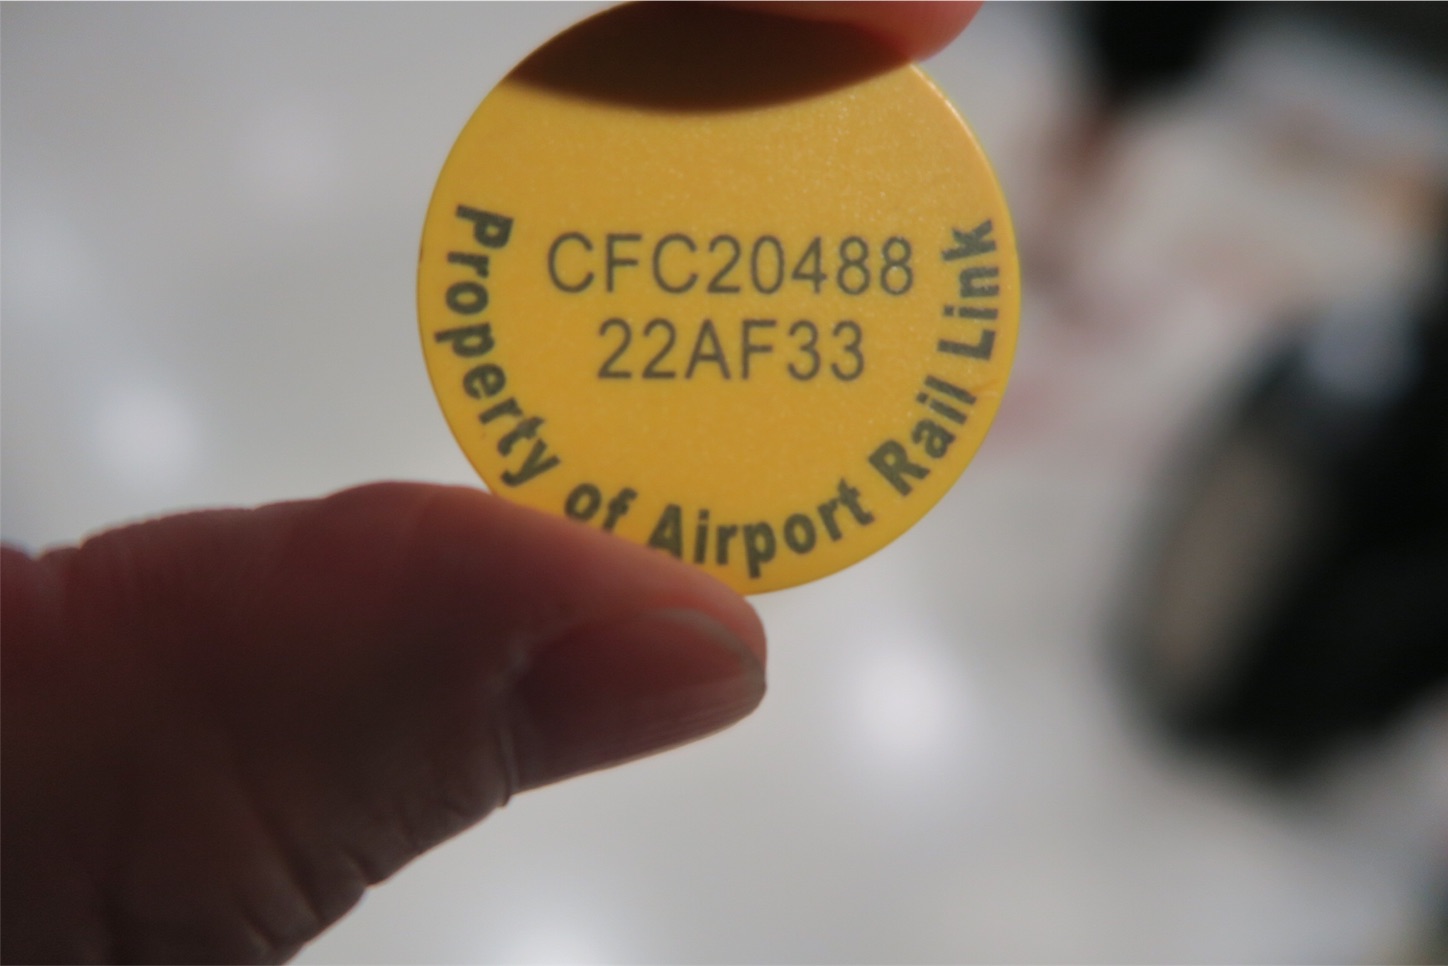 CFC20488
22AF33
Property of Airport Rail Link